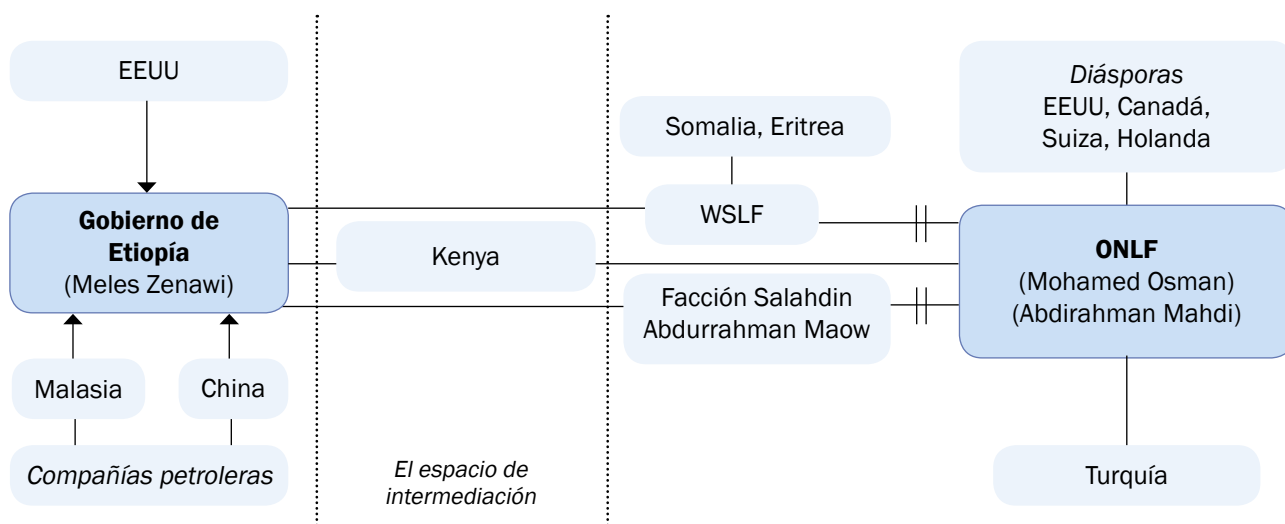 EEUU
Gobierno de
Etiopía
(Meles Zenawi)
Malasia
China
Compañías petroleras
Kenya
El espacio de
intermediación
Somalia, Eritrea
WSLF
Facción Salahdin
Abdurrahman Maow
Diásporas
EEUU, Canadá,
Suiza, Holanda
ONLF
(Mohamed Osman)
(Abdirahman Mahdi)
Turquía